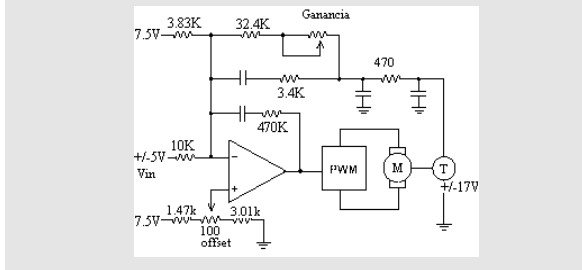 Ganancia
7.5V 3.83K 32.4K
470
3.4K
470K
10K
+/-5V
Vin
-
+
PWM
M
T
+/-17V
7.5V 1.47k 3.01k
100
offset